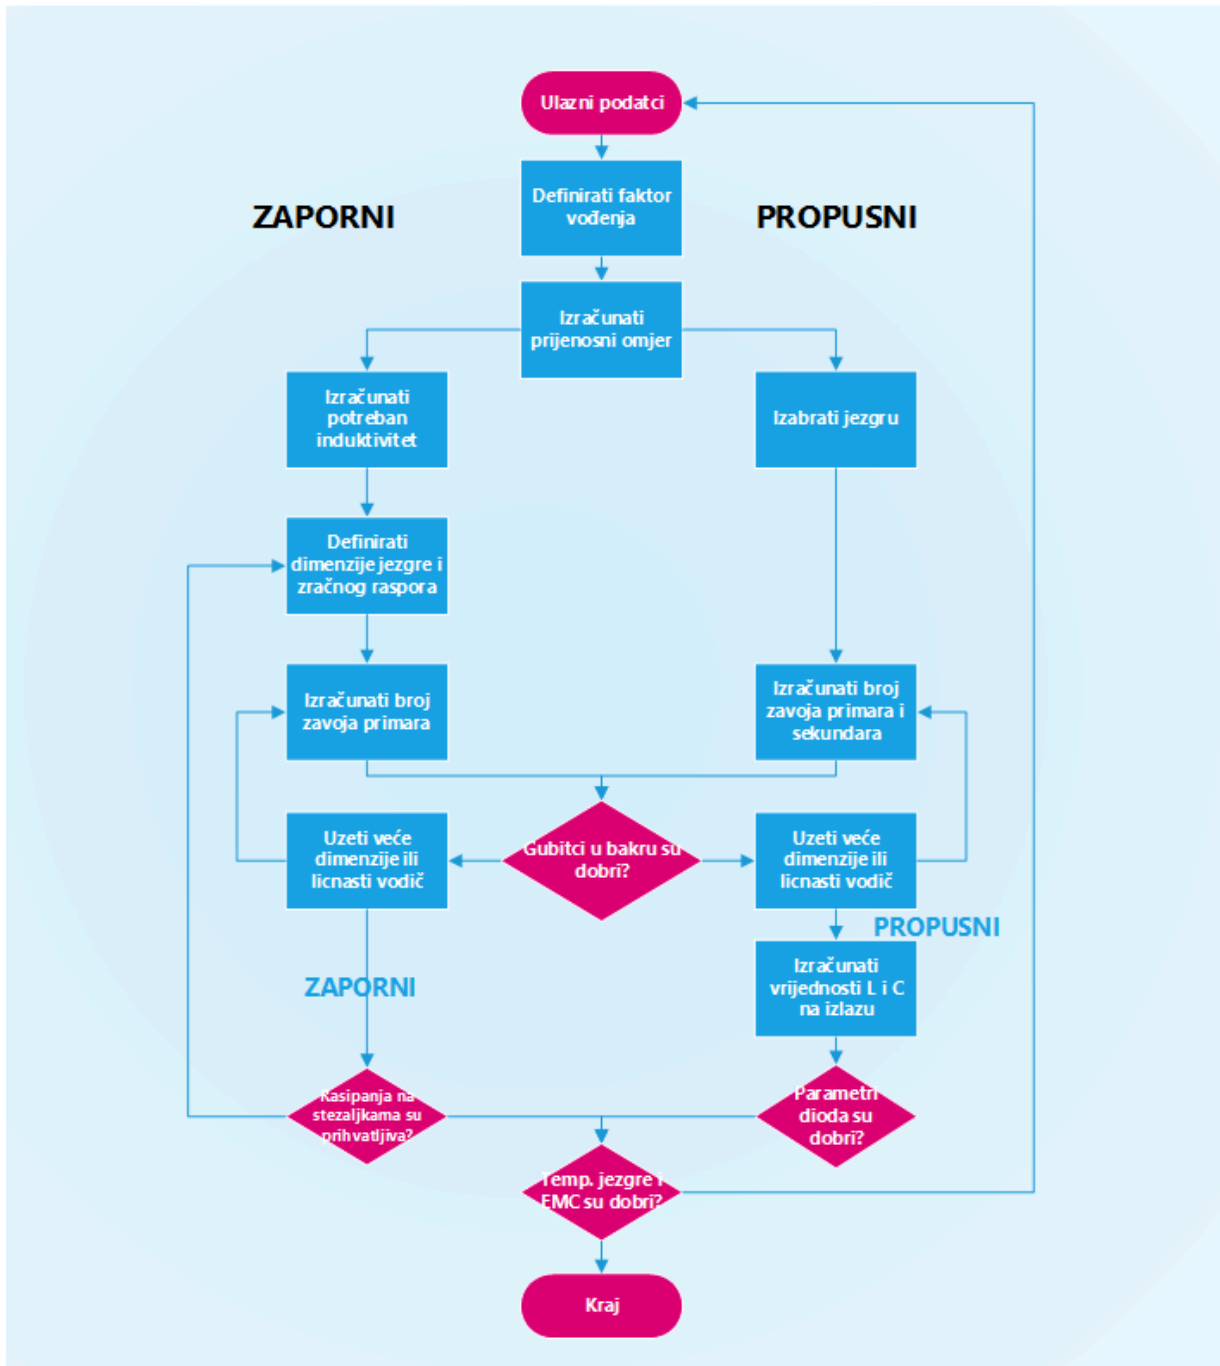 Ulazni podatci
Definirati faktor
vođenja
ZAPORNI
PROPUSNI
Izračunati
prijenosni omjer
Izračunati
potreban
induktivitet
Izabrati jezgru
Definirati
dimenzije jezgre i
zračnog raspora
Izračunati broj
zavoja primara
Izračunati broj
zavoja primara i
sekundara
Gubitci u bakru su
dobri?
Uzeti veće
dimenzije ili
licnasti vodič
Uzeti veće
dimenzije ili
licnasti vodič
PROPUSNI
ZAPORNI
Izračunati
vrijednosti L i C
na izlazu
Rasipanja na
stezaljkama su
prihvatljiva?
Parametri
dioda su
dobri?
Temp. jezgre i
EMC su dobri?
Kraj